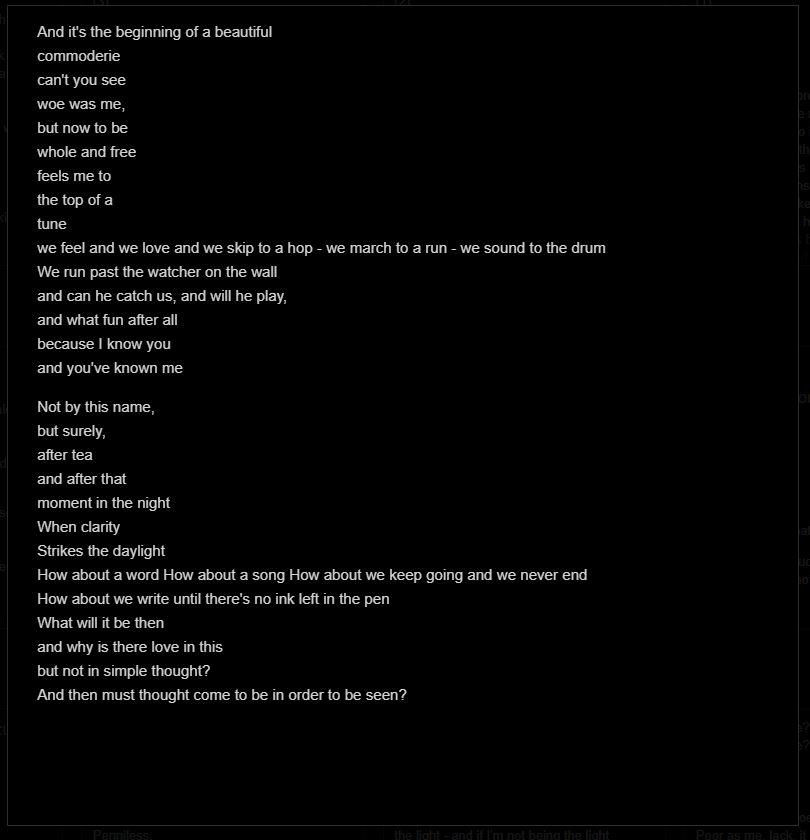 And it's the beginning of a beautiful
commoderie
can't you see
woe was me,
but now to be
whole and free
feels me to
the top of a
tune
we feel and we love and we skip to a hop - we march to a run - we sound to the drum
We run past the watcher on the wall
and can he catch us, and will he play,
and what fun after all
because I know you
and you've known me
Not by this name,
but surely,
after tea
and after that
moment in the night
When clarity
Strikes the daylight
How about a word How about a song How about we keep going and we never end
How about we write until there's no ink left in the pen
What will it be then
and why is there love in this
but not in simple thought?
And then must thought come to be in order to be seen?
Penniless.
the light - and if I'm not being the light
Poor as me, lack, it